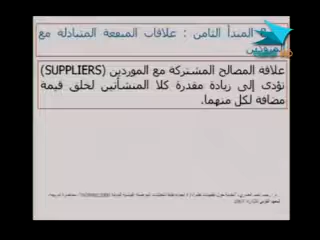 المبدأ الثامن : علاقات المنفعة المتبادلة مع
الموردين
علاقة المصالح المشتركة مع الموردين (SUPPLIERS)
تؤدى إلى زيادة مقدرة كلا المنشأتين لخلق قيمة
مضافة لكل منهما.